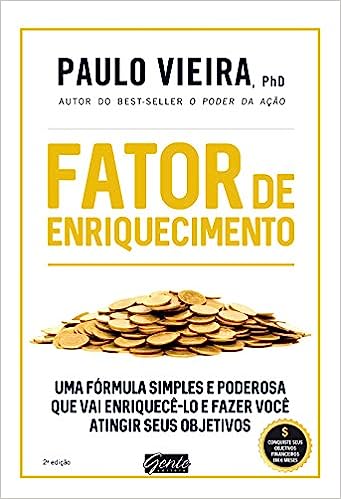 PAULO VIEIRA, PhD
AUTOR DO BEST-SELLER O PODER DA AÇÃO
FATOR DE
ENRIQUECIMENTO
UMA FÓRMULA SIMPLES E PODEROSA
QUE VAI ENRIQUECÊ-LO E FAZER VOCÊ
ATINGIR SEUS OBJETIVOS
$
CONQUISTE SEUS
OBJETIVOS
FINANCEIROS
EM 6 MESES
2ª edição
Gente
EDITORA